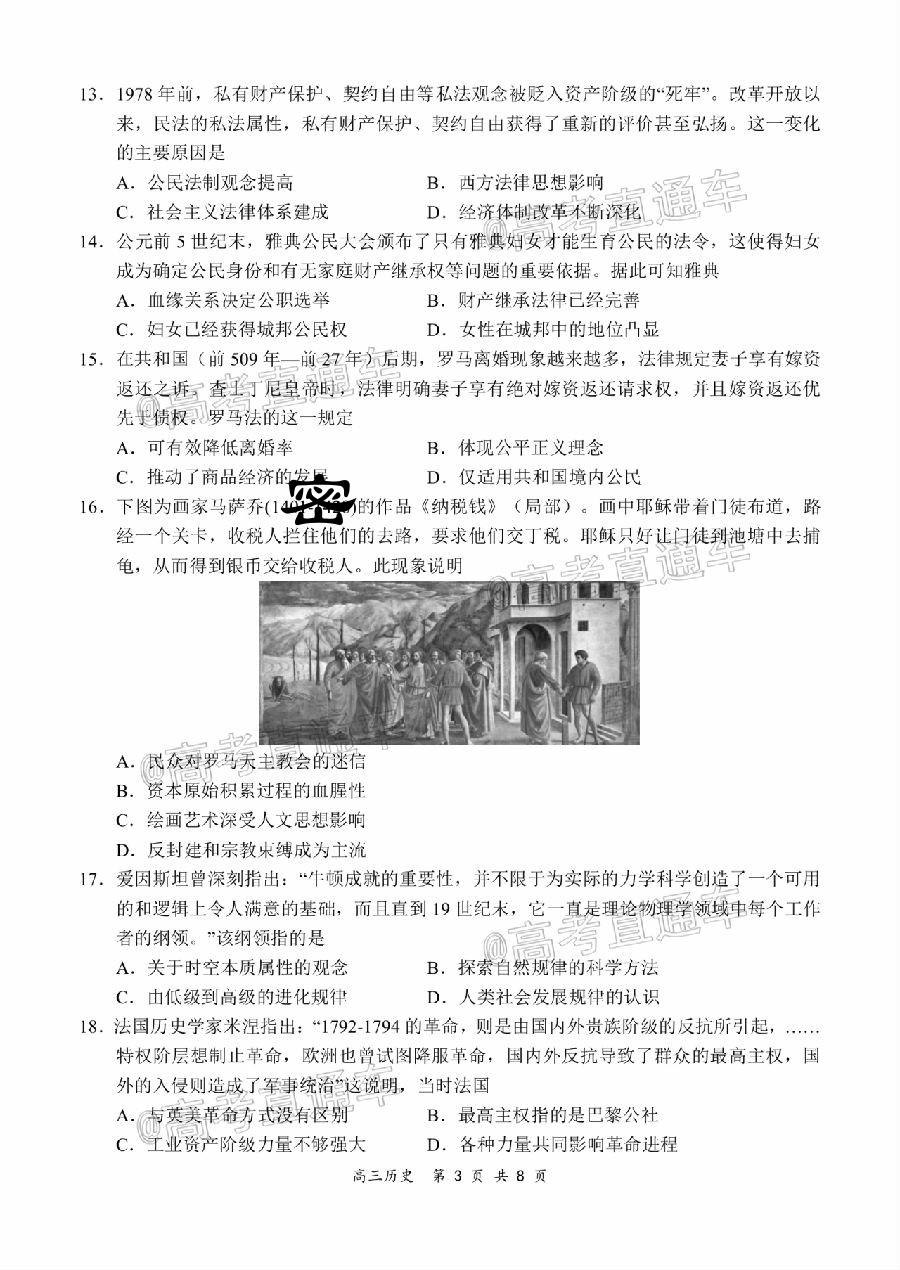 13．1978 年前，私有财产保护、契约自由等私法观念被贬入资产阶级的“死牢”。改革开放以
来，民法的私法属性，私有财产保护、契约自由获得了重新的评价甚至弘扬。这一变化
的主要原因是
A．公民法制观念提高 B．西方法律思想影响
C．社会主义法律体系建成 D．经济体制改革不断深化
14．公元前 5 世纪末，雅典公民大会颁布了只有雅典妇女才能生育公民的法令，这使得妇女
成为确定公民身份和有无家庭财产继承权等问题的重要依据。据此可知雅典
A．血缘关系决定公职选举 B．财产继承法律已经完善
C．妇女已经获得城邦公民权 D．女性在城邦中的地位凸显
15．在共和国（前 509 年—前 27 年）后期，罗马离婚现象越来越多，法律规定妻子享有嫁资
返还之诉。查士丁尼皇帝时，法律明确妻子享有绝对嫁资返还请求权，并且嫁资返还优
先于债权。罗马法的这一规定
A．可有效降低离婚率 B．体现公平正义理念
C．推动了商品经济的发展 D．仅适用共和国境内公民
密
16．下图为画家马萨乔(1401-1428)的作品《纳税钱》（局部）。画中耶稣带着门徒布道，路
经一个关卡，收税人拦住他们的去路，要求他们交丁税。耶稣只好让门徒到池塘中去捕
龟，从而得到银币交给收税人。此现象说明
A．民众对罗马天主教会的迷信
B．资本原始积累过程的血腥性
C．绘画艺术深受人文思想影响
D．反封建和宗教束缚成为主流
17．爱因斯坦曾深刻指出：“牛顿成就的重要性，并不限于为实际的力学科学创造了一个可用
的和逻辑上令人满意的基础，而且直到 19 世纪末，它一直是理论物理学领域中每个工作
者的纲领。”该纲领指的是
A．关于时空本质属性的观念 B．探索自然规律的科学方法
C．由低级到高级的进化规律 D．人类社会发展规律的认识
18．法国历史学家米涅指出：“1792-1794 的革命，则是由国内外贵族阶级的反抗所引起，……
特权阶层想制止革命，欧洲也曾试图降服革命，国内外反抗导致了群众的最高主权，国
外的入侵则造成了军事统治”这说明，当时法国
A．与英美革命方式没有区别 B．最高主权指的是巴黎公社
C．工业资产阶级力量不够强大 D．各种力量共同影响革命进程
高三历史 第 3 页 共 8 页
@高考直通车
@高考直通车
@高考直通车
@高考直通车
@高考直通车
@高考直通车